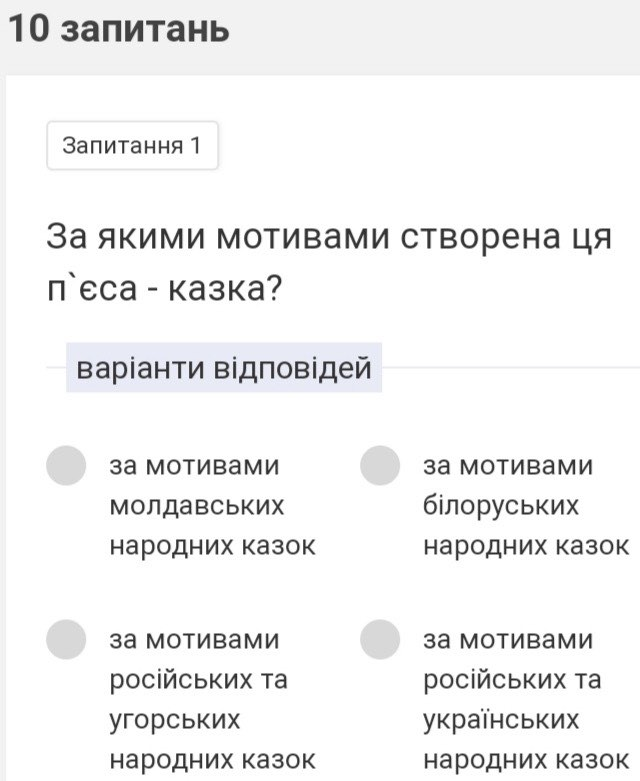 10 запитань
Запитання 1
За якими мотивами створена ця
п`єса - казка?
варіанти відповідей
за мотивами
молдавських
народних казок
за мотивами
білоруських
народних казок
за мотивами
російських та
угорських
народних казок
за мотивами
російських та
українських
народних казок